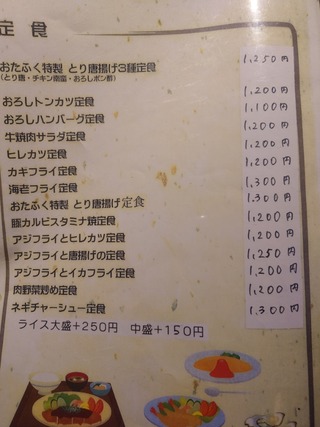 定 食
おたふく特製 とり唐揚げ3種定食 1,250円
(とり唐・チキン南蛮・おろしポン酢)
おろしトンカツ定食 1,200円
おろしハンバーグ定食 1,100円
牛焼肉サラダ定食 1,200円
ヒレカツ定食 1,200円
カキフライ定食 1,200円
海老フライ定食 1,300円
おたふく特製 とり唐揚げ定食 1,300円
豚カルビスタミナ焼定食 1,200円
アジフライとヒレカツ定食 1,200円
アジフライと唐揚げの定食 1,250円
アジフライとイカフライ定食 1,200円
肉野菜炒め定食 1,200円
ネギチャーシュー定食 1,300円
ライス大盛+250円 中盛+150円